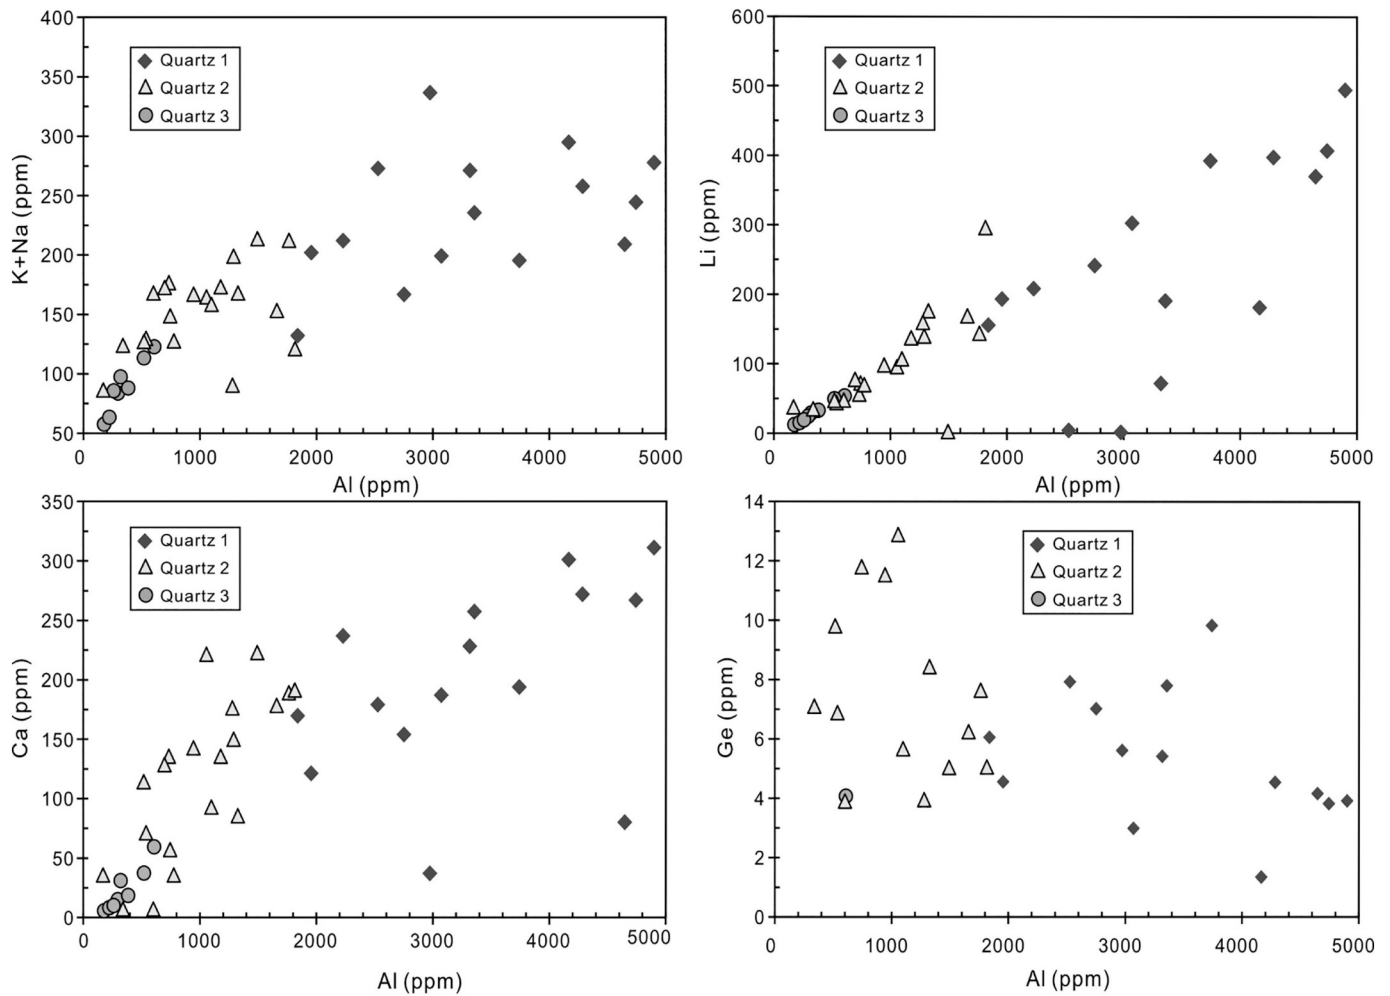 400
350
300
250
200
150
100
50
K+Na (ppm)
Quartz 1
Quartz 2
Quartz 3
0 1000 2000 3000 4000 5000
Al (ppm)
600
500
400
300
200
100
0
Li (ppm)
Quartz 1
Quartz 2
Quartz 3
0 1000 2000 3000 4000 5000
Al (ppm)
350
300
250
200
150
100
50
0
Ca (ppm)
Quartz 1
Quartz 2
Quartz 3
0 1000 2000 3000 4000 5000
Al (ppm)
14
12
10
8
6
4
2
0
Ge (ppm)
Quartz 1
Quartz 2
Quartz 3
0 1000 2000 3000 4000 5000
Al (ppm)